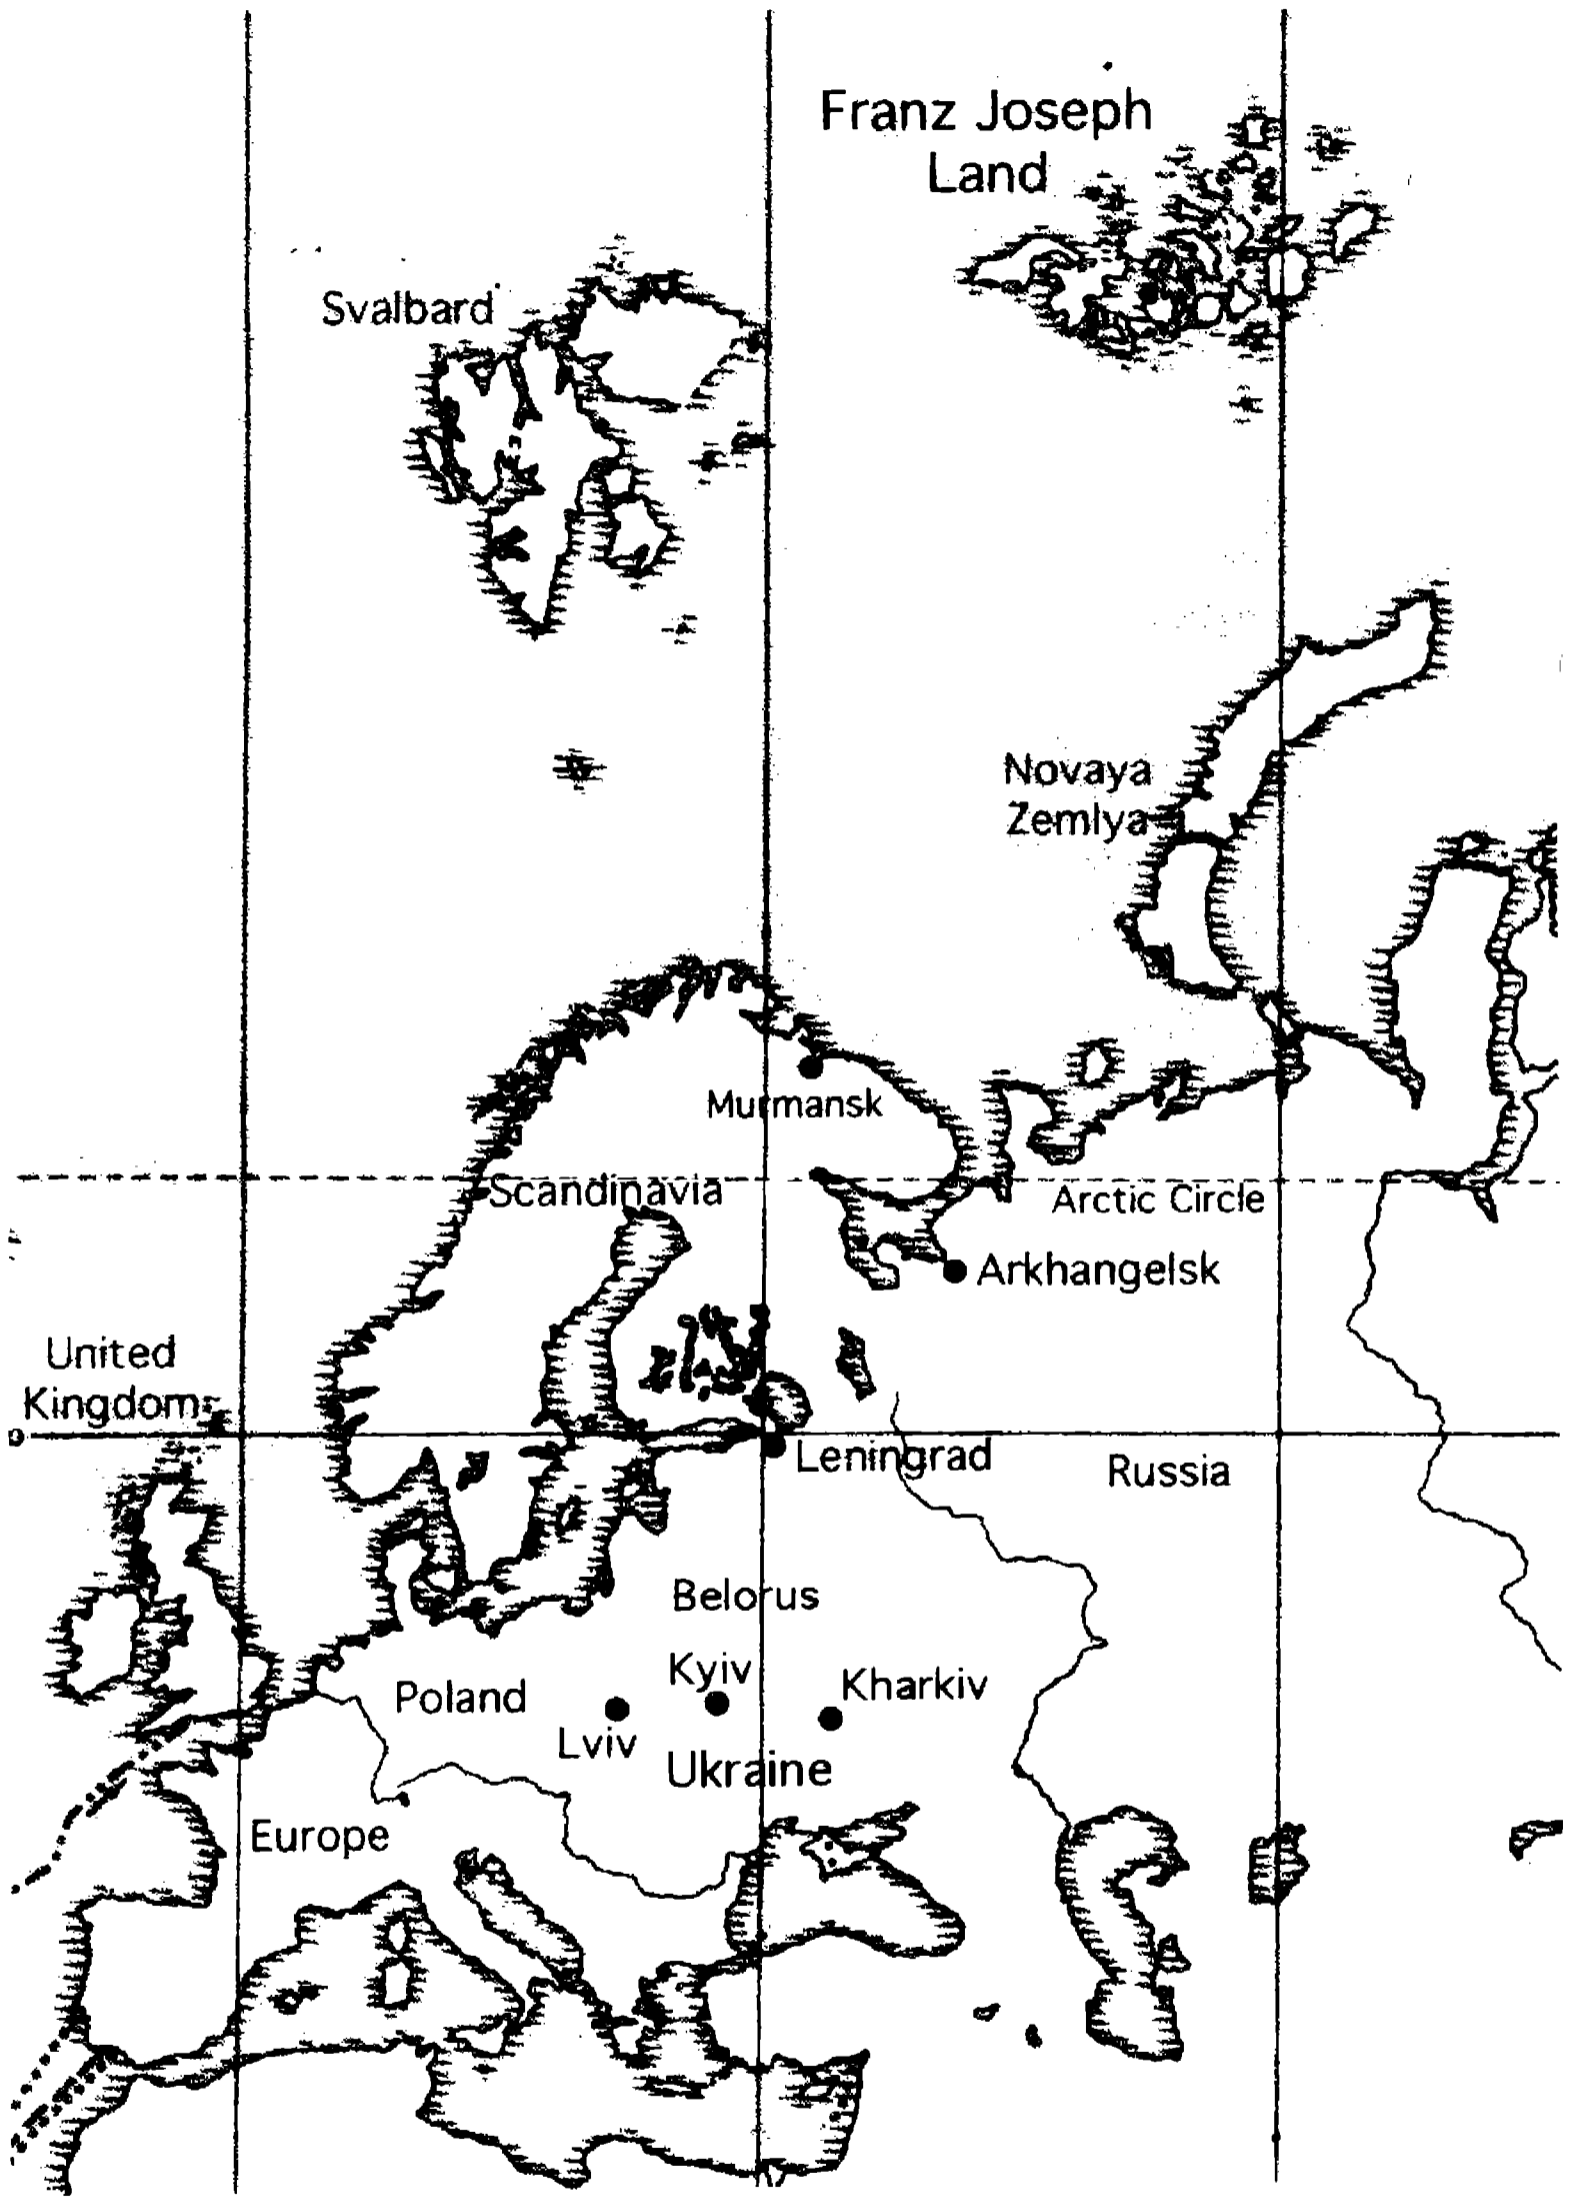 Franz Joseph
Land
Svalbard
Novaya
Zemlya
Murmansk
Scandinavia
Arctic Circle
Arkhangelsk
United
Kingdom
Leningrad
Russia
Belorus
Kyiv
Kharkiv
Poland
Lviv
Ukraine
Europe